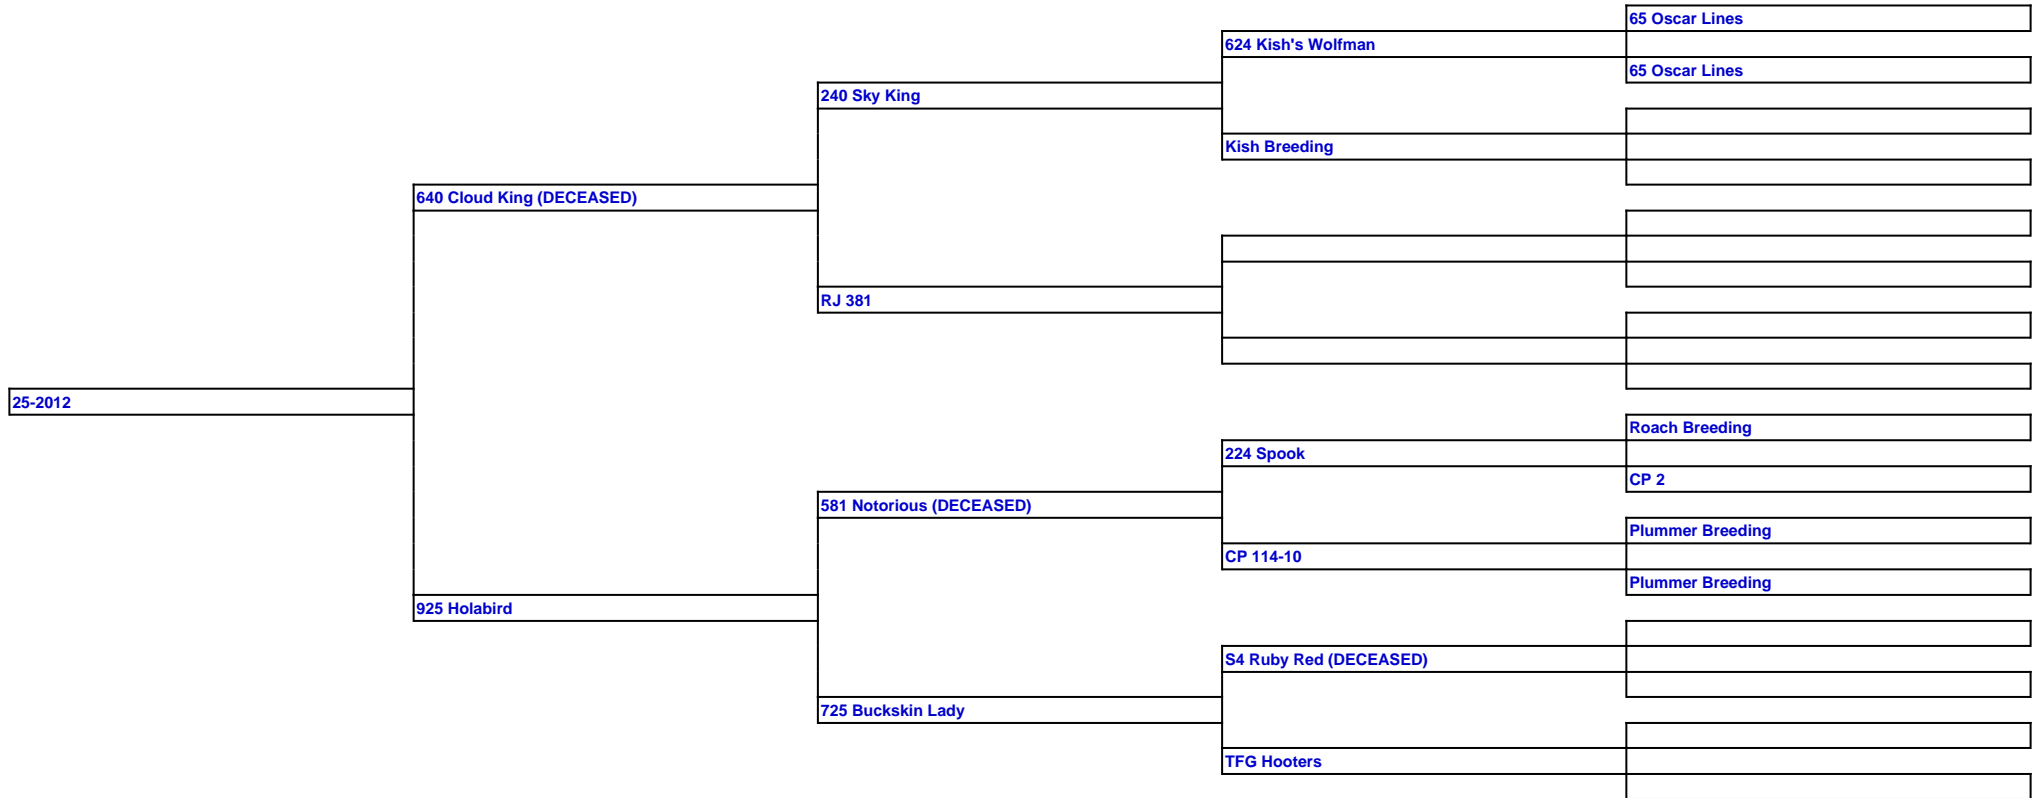 65 Oscar Lines
624 Kish's Wolfman
65 Oscar Lines
240 Sky King
Kish Breeding
640 Cloud King (DECEASED)
RJ 381
25-2012
Roach Breeding
224 Spook
CP 2
581 Notorious (DECEASED)
Plummer Breeding
CP 114-10
Plummer Breeding
925 Holabird
S4 Ruby Red (DECEASED)
725 Buckskin Lady
TFG Hooters